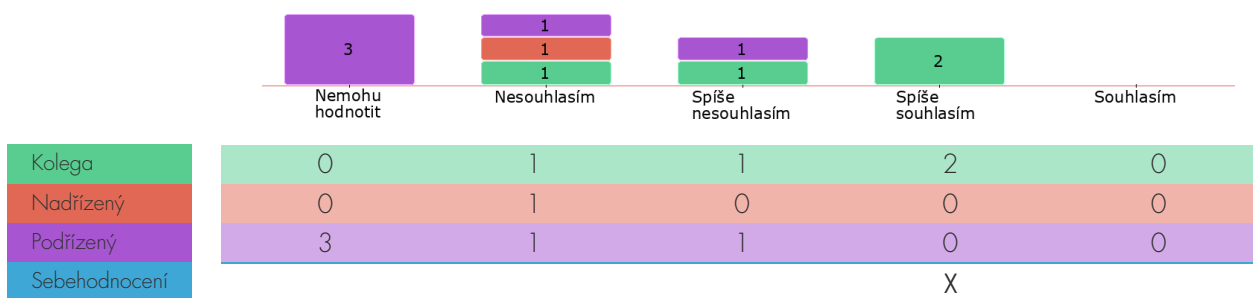 3
1
1
1
1
1
2
Nemohu
hodnotit
Nesouhlasím
Spíše
nesouhlasím
Spíše
souhlasím
Souhlasím
Kolega 0 1 1 2 0
Nadřízený 0 1 0 0 0
Podřízený 3 1 1 0 0
Sebehodnocení X